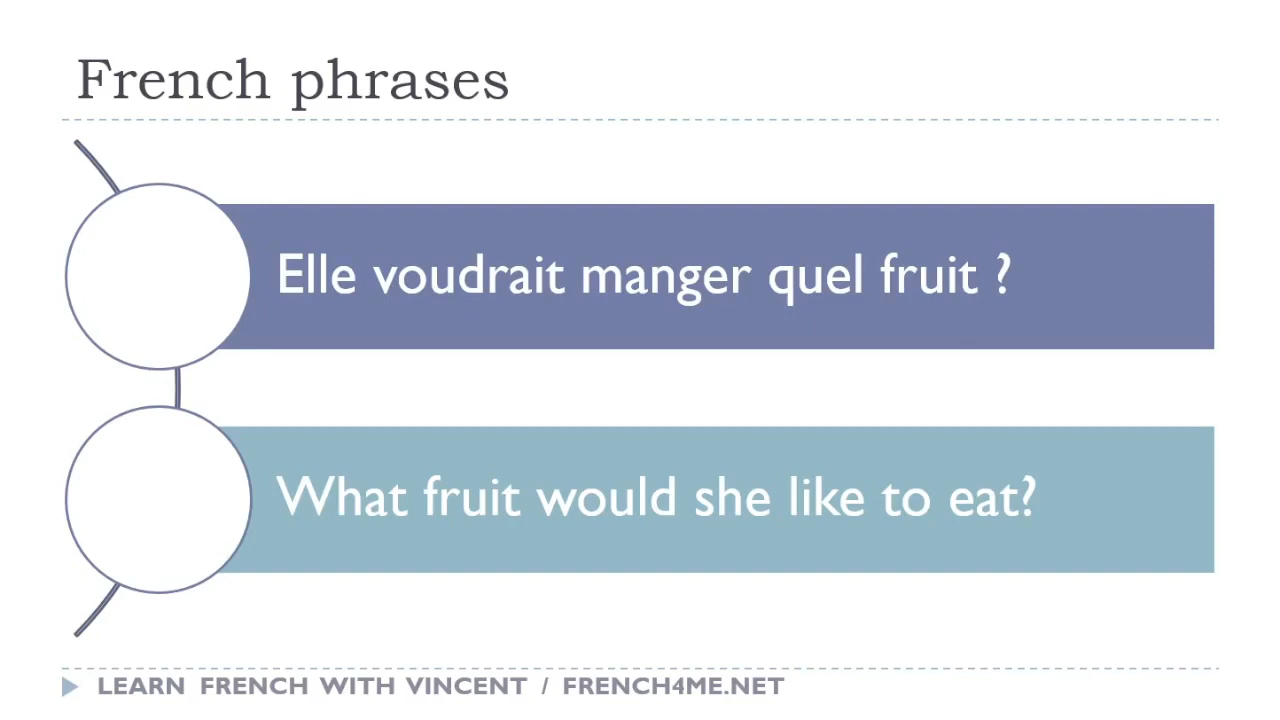 French phrases
Elle voudrait manger quel fruit ?
What fruit would she like to eat?
LEARN FRENCH WITH VINCENT / FRENCH4ME.NET